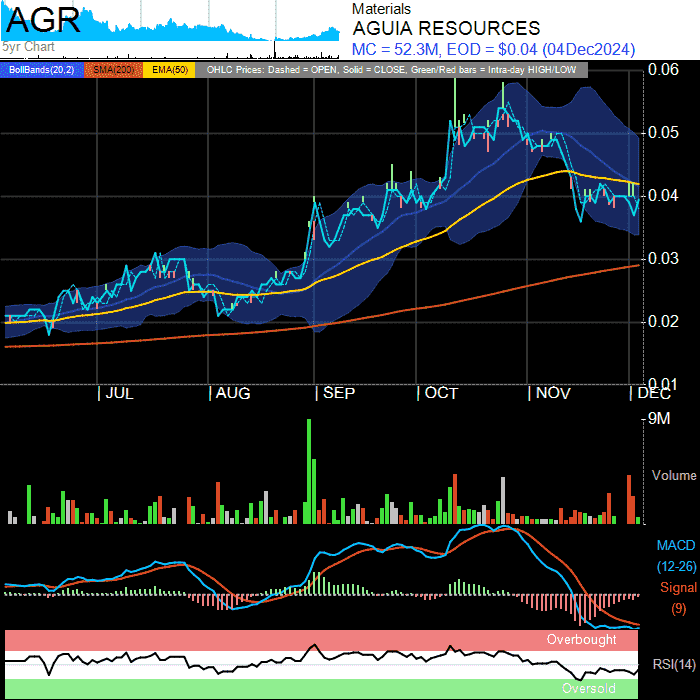 AGR
5yr Chart
Materials
AGUIA RESOURCES
MC = 52.3M, EOD = $0.04 (04Dec2024)
BollBands(20,2) SMA(200) EMA(50) OHLC Prices: Dashed = OPEN, Solid = CLOSE, Green/Red bars = Intra-day HIGH/LOW
0.06
0.05
0.04
0.03
0.02
0.01
JUL AUG SEP OCT NOV DEC
9M
Volume
MACD
(12-26)
Signal
(9)
Overbought
RSI(14)
Oversold